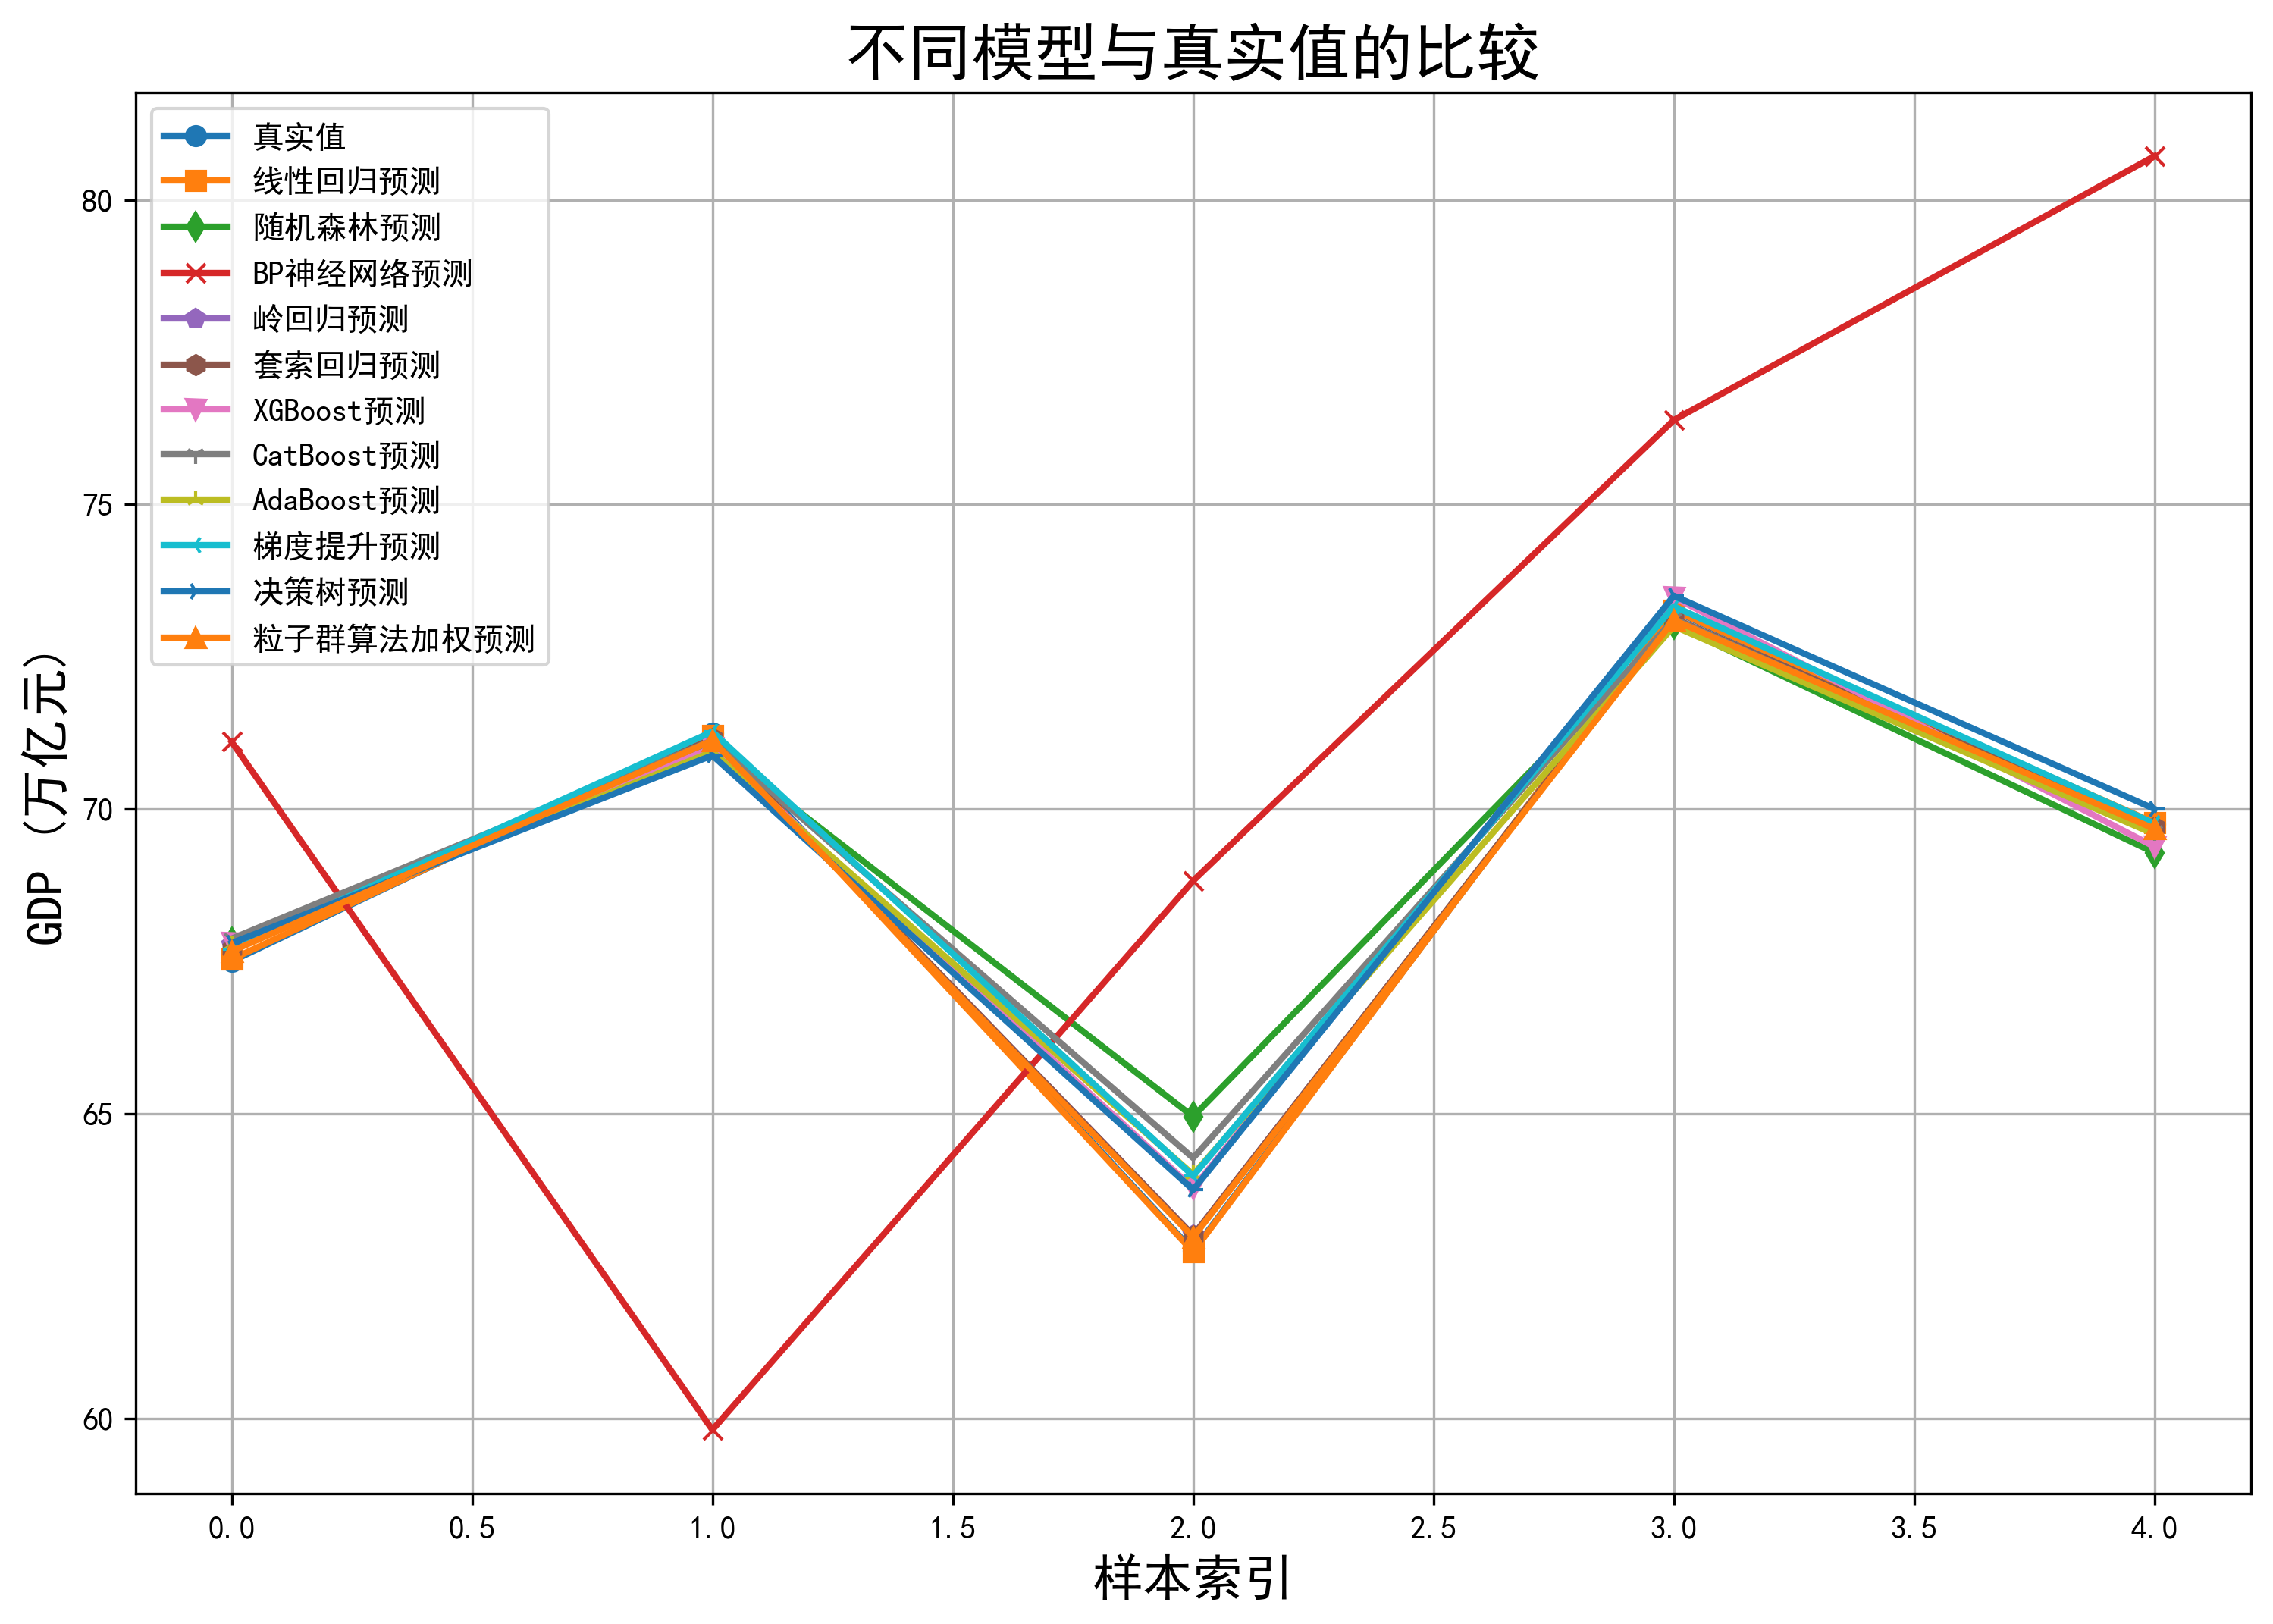 不同模型与真实值的比较
真实值
线性回归预测
随机森林预测
BP神经网络预测
岭回归预测
套索回归预测
XGBoost预测
CatBoost预测
AdaBoost预测
梯度提升预测
决策树预测
粒子群算法加权预测
GDP（万亿元）
80
75
70
65
60
0.0
0.5
1.0
1.5
2.0
2.5
3.0
3.5
4.0
样本索引